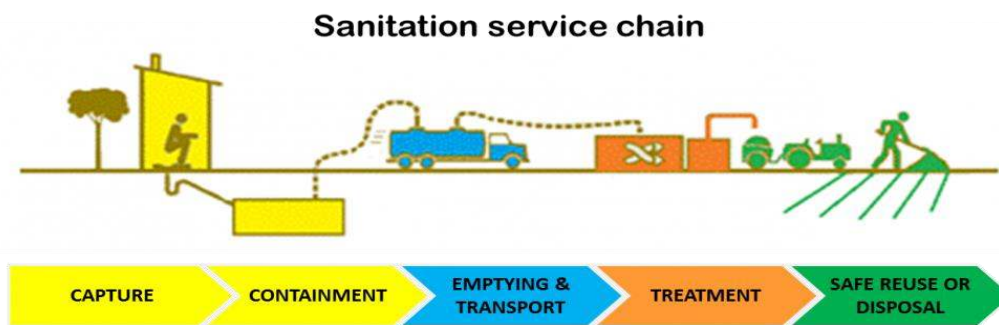 Sanitation service chain
CAPTURE
CONTAINMENT
EMPTYING &
TRANSPORT
TREATMENT
SAFE REUSE OR
DISPOSAL